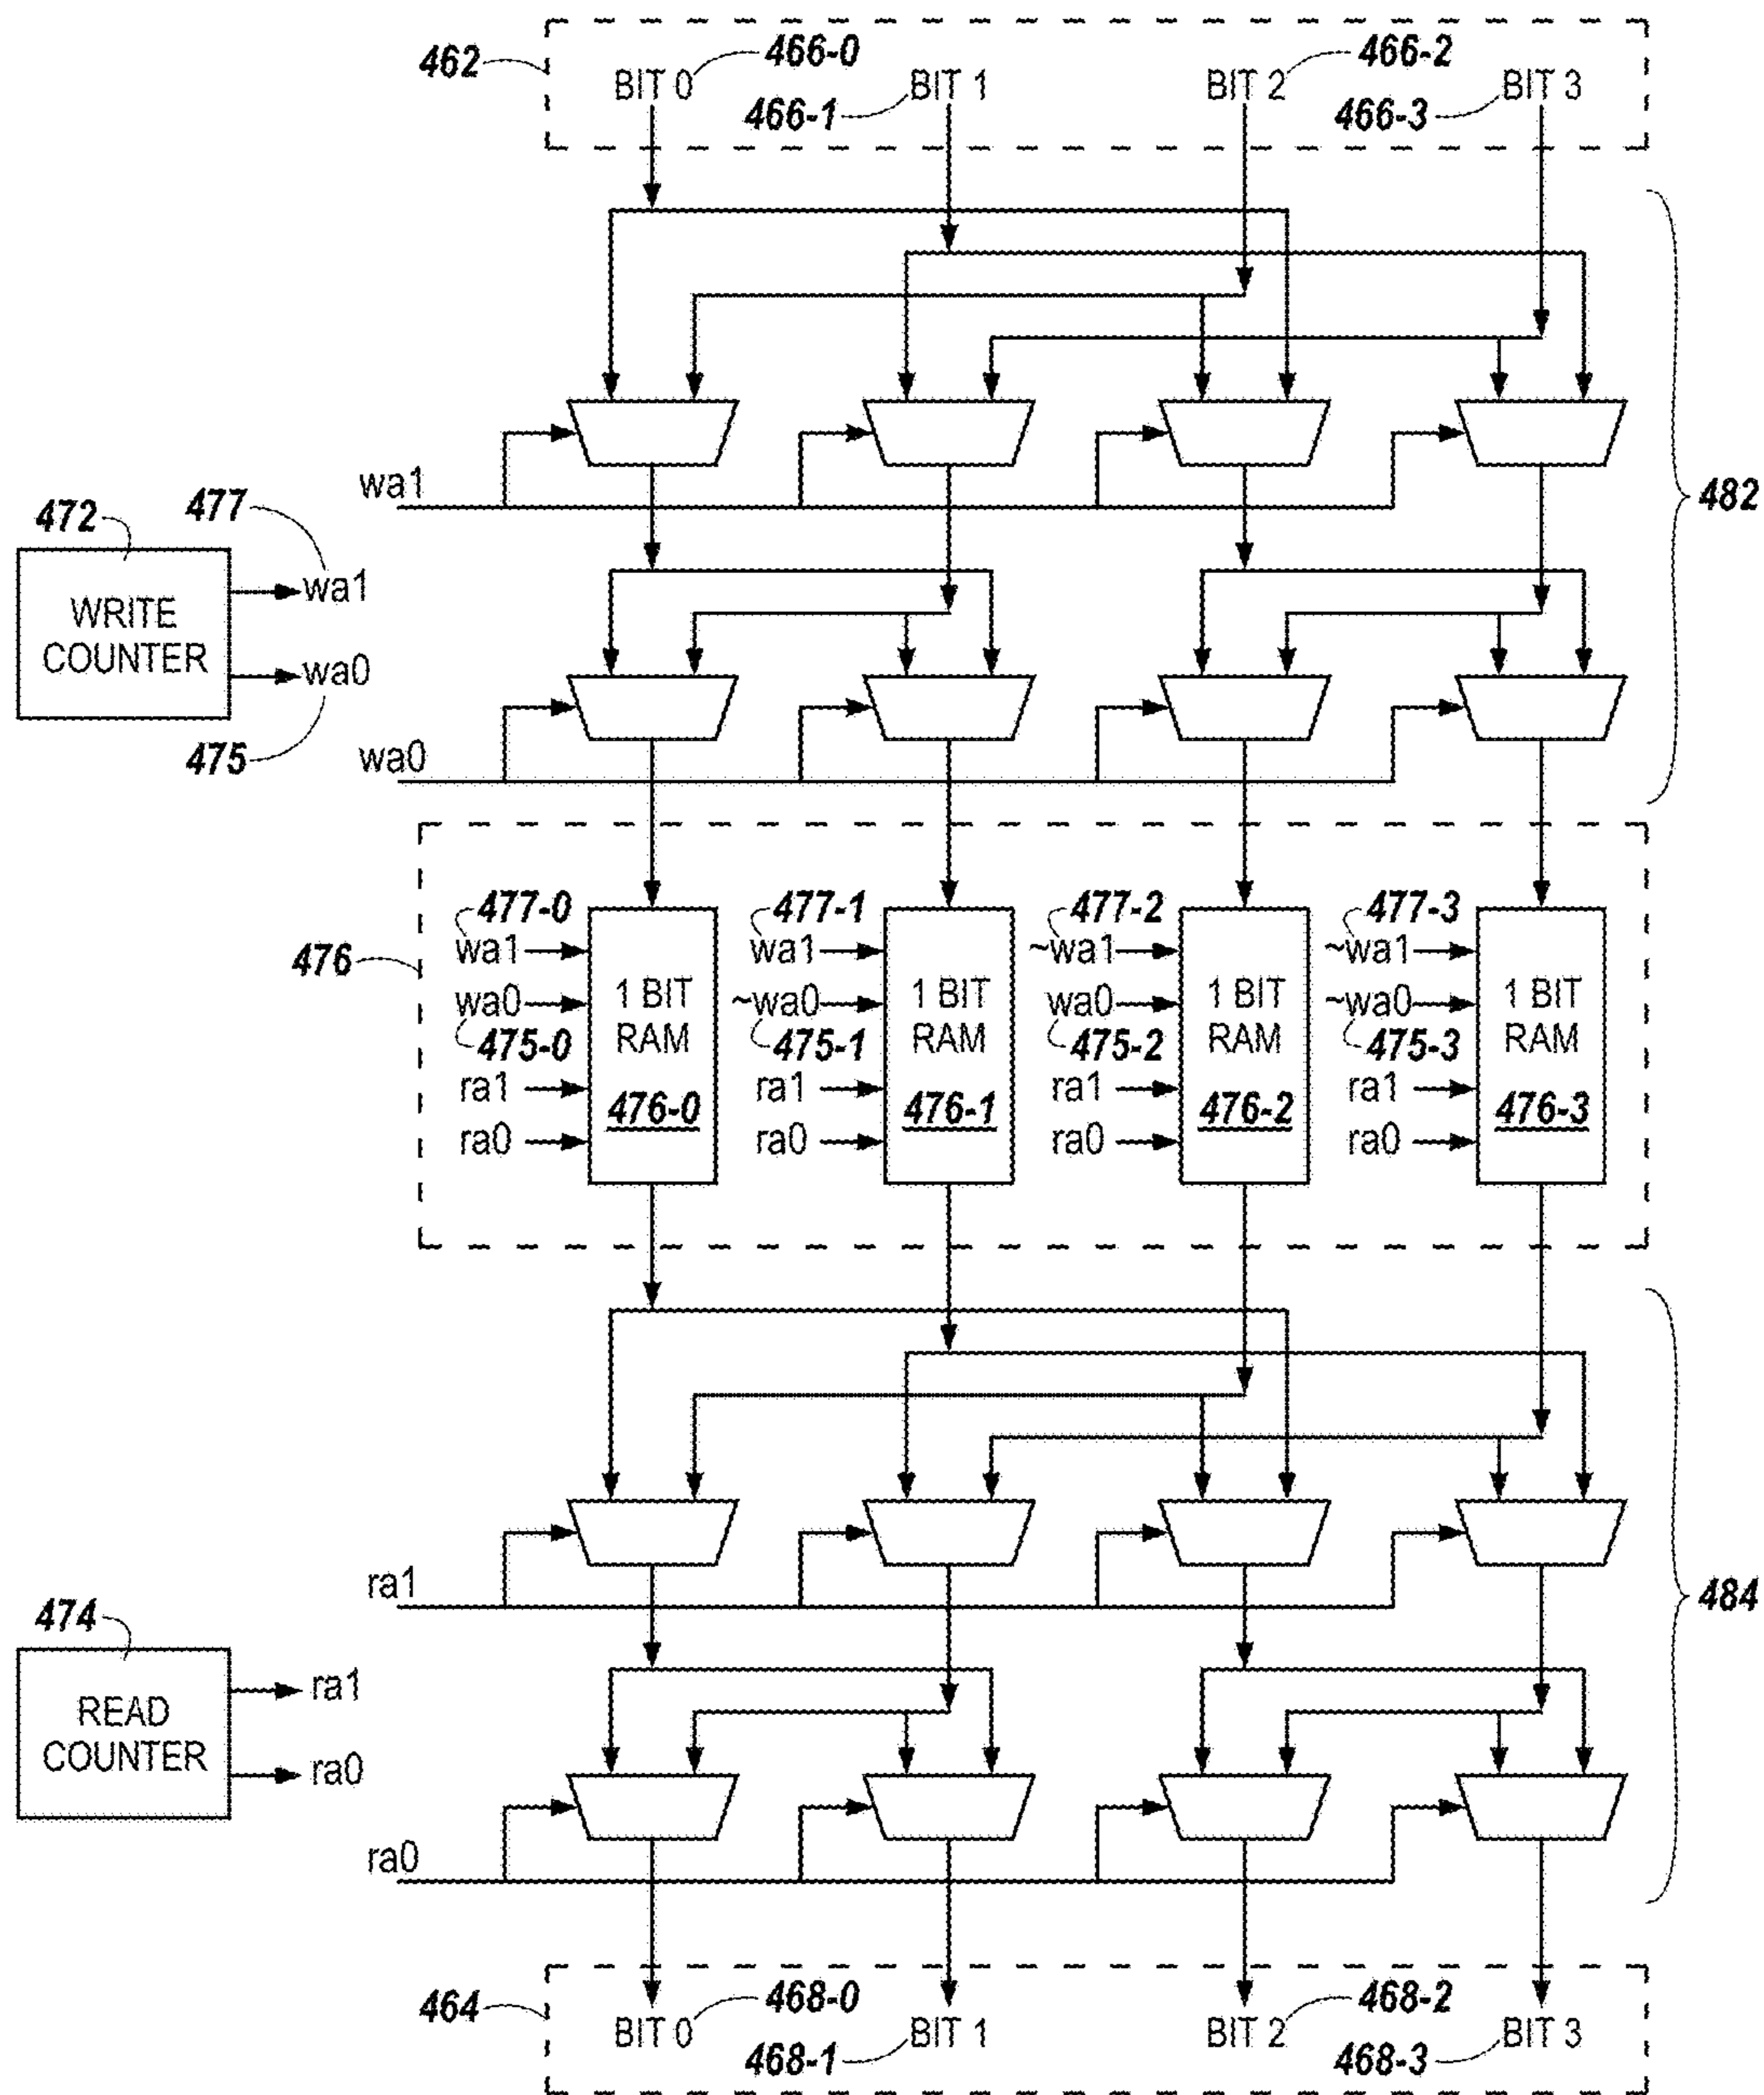 462 466-0 466-2
BIT 0 BIT 1 BIT 2 BIT 3
466-1 466-3
wa1
482
472 477
wa1
WRITE
COUNTER
wa0
475
wa0
477-0 477-1 477-2 477-3
wa1 wa1 ~wa1 ~wa1
476
1 BIT 1 BIT 1 BIT 1 BIT
wa0 ~wa0 wa0 ~wa0
RAM RAM RAM RAM
475-0 475-1 475-2 475-3
ra1 ra1 ra1 ra1
476-0 476-1 476-2 476-3
ra0 ra0 ra0 ra0
ra1
484
474
ra1
READ
COUNTER
ra0
ra0
464 468-0 468-2
BIT 0 BIT 1 BIT 2 BIT 3
468-1 468-3